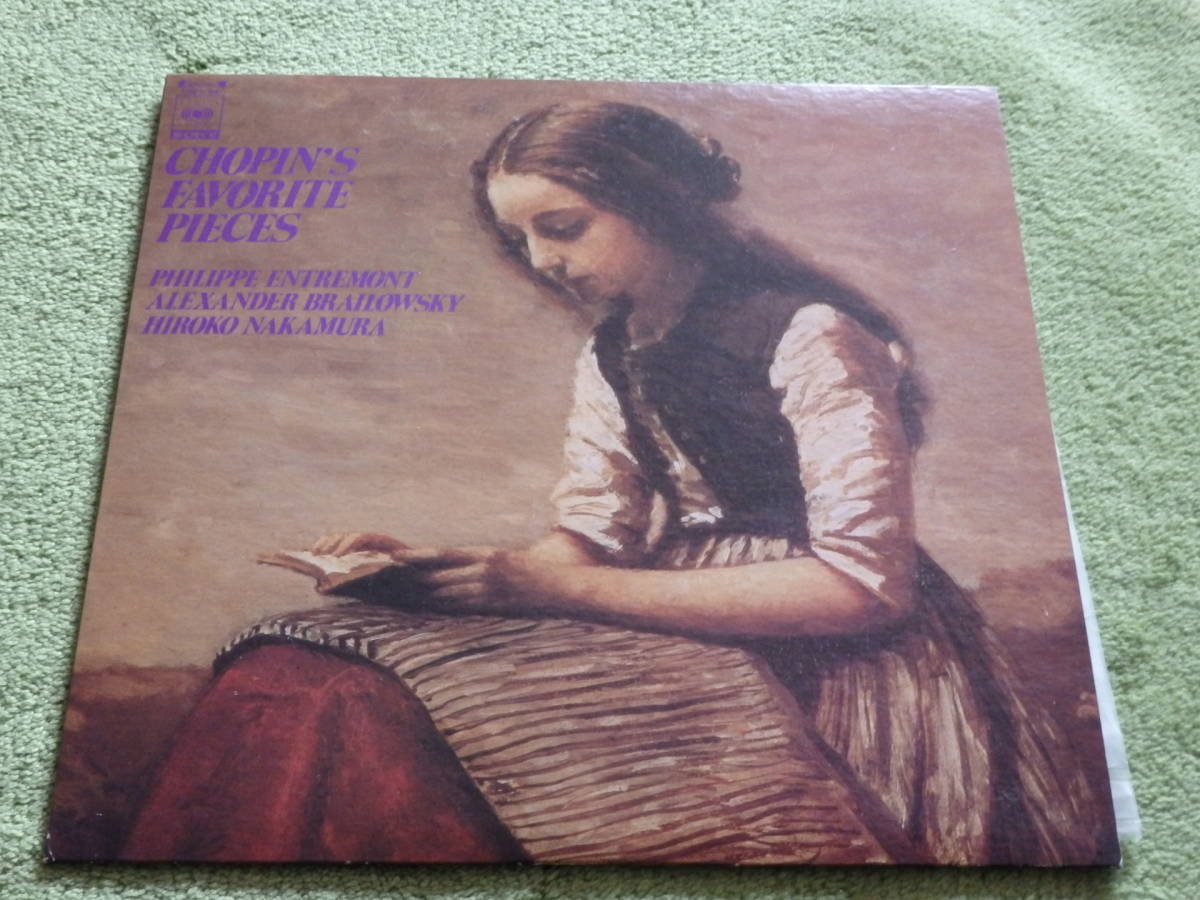 CHOPIN'S
FAVORITE
PIECES
PHILIPPE ENTREMONT
ALEXANDER BRAILOWSKY
HIROKO NAKAMURA